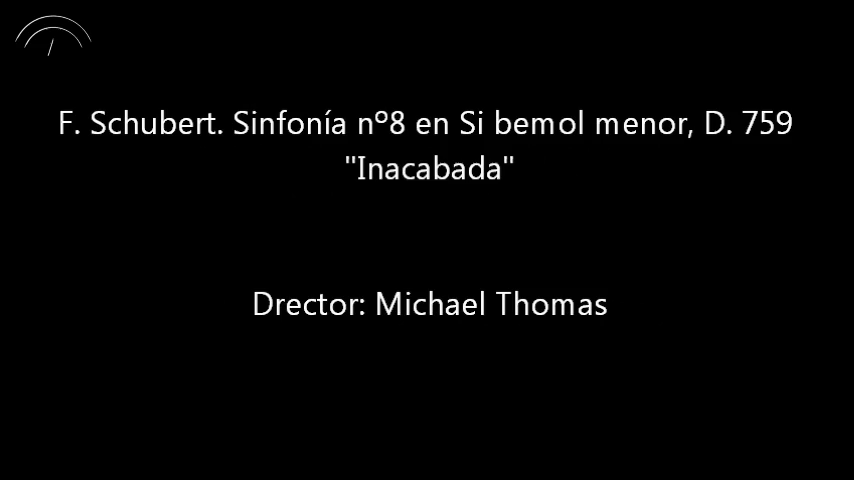 F. Schubert. Sinfonía nº8 en Si bemol menor, D. 759
"Inacabada"
Drector: Michael Thomas